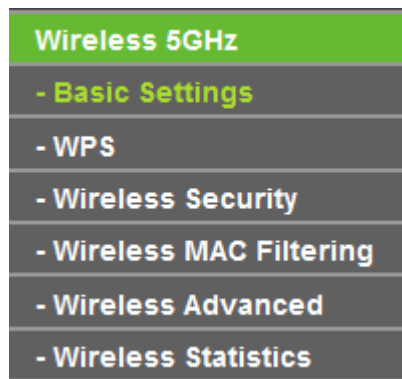 Wireless 5GHz
- Basic Settings
- WPS
- Wireless Security
- Wireless MAC Filtering
- Wireless Advanced
- Wireless Statistics